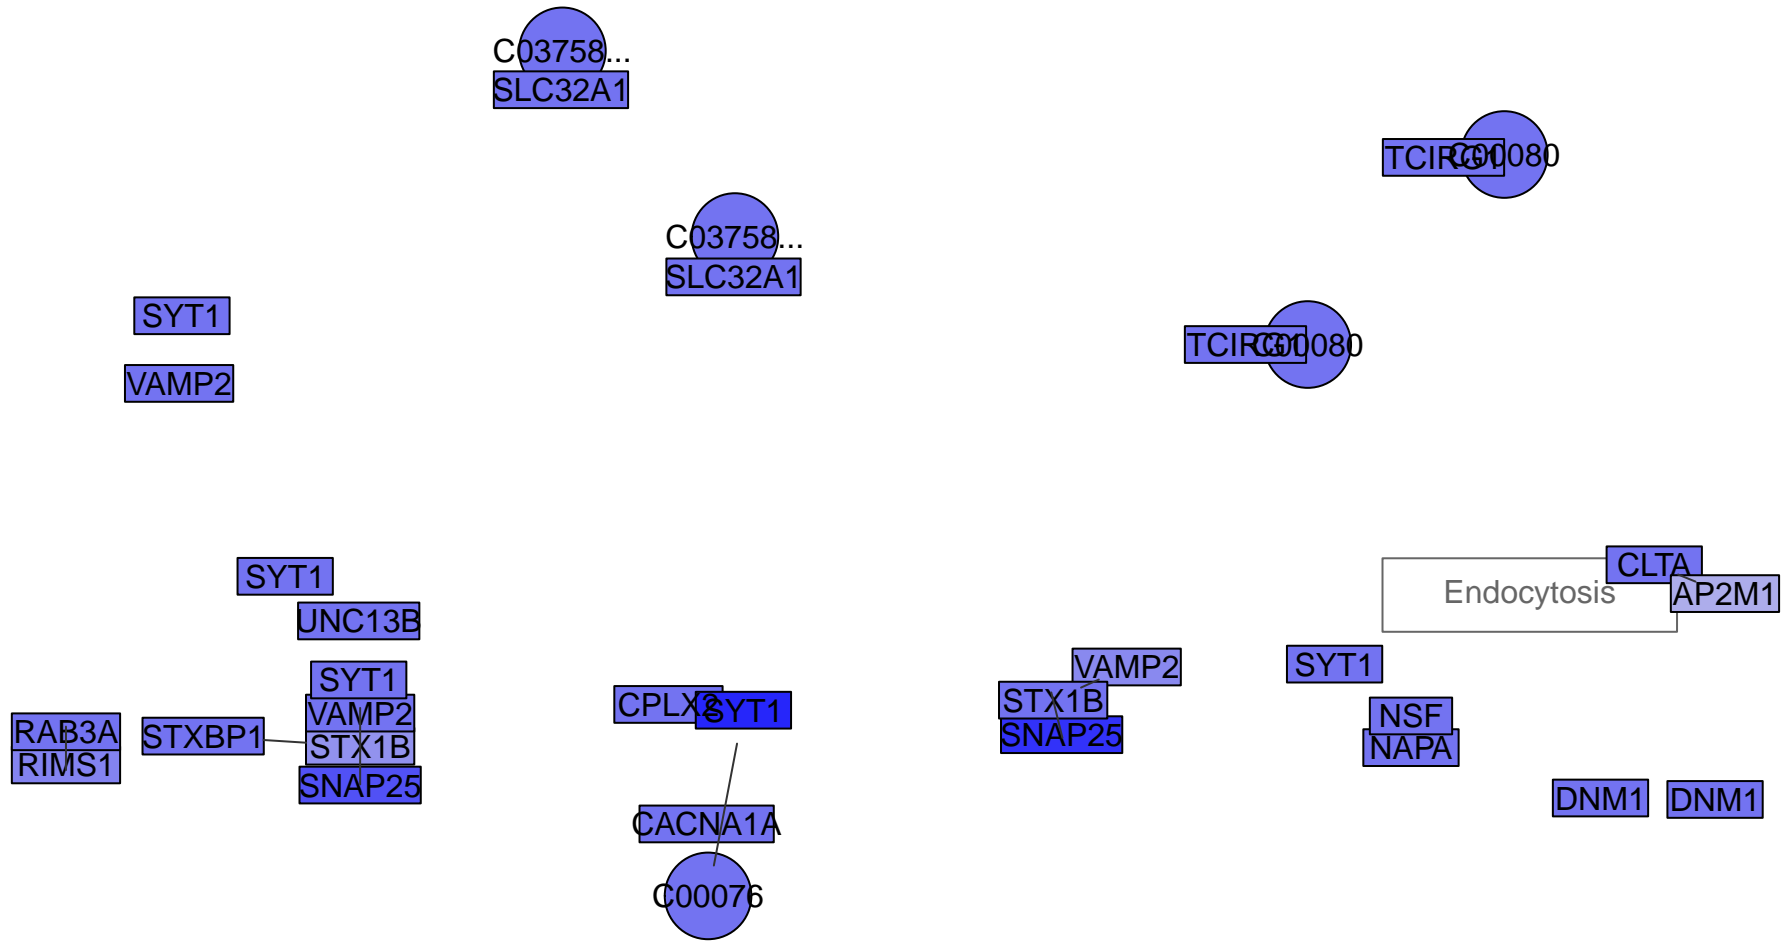 C03758...
SLC32A1
TCIRG1
C00080
C03758...
SLC32A1
SYT1
TCIRG1
C00080
VAMP2
CLTA
SYT1
Endocytosis
AP2M1
UNC13B
SYT1
VAMP2
SYT1
STX1B
CPLX2
SYT1
VAMP2
NSF
RAB3A
STXBP1
SNAP25
STX1B
NAPA
RIMS1
SNAP25
DNM1
DNM1
CACNA1A
C00076